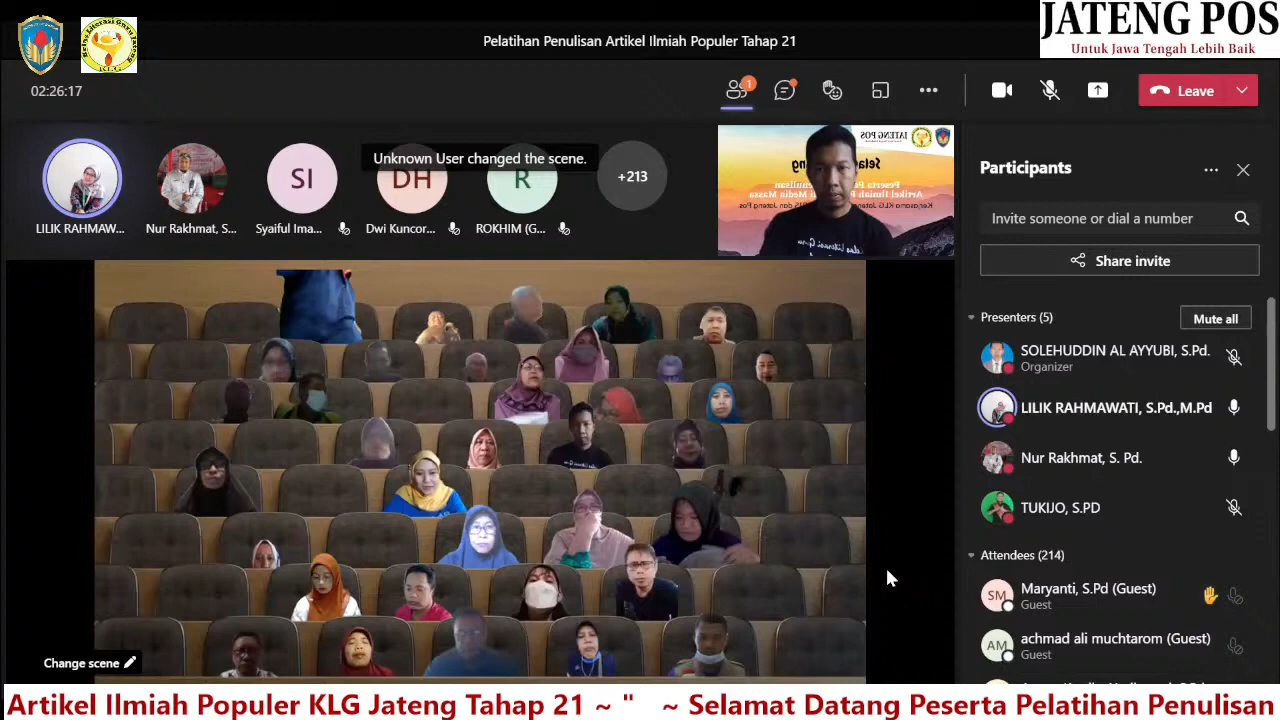 JATENG POS
Untuk Jawa Tengah Lebih Baik
Pelatihan Penulisan Artikel Ilmiah Populer Tahap 21
02:26:17
1
Leave
Unknown User changed the scene.
SI
DH
R
+213
LILIK RAHMAW...
Nur Rakhmat, S...
Syaiful Ima...
Dwi Kuncor...
ROKHIM (G...
JATENG POS
Participants
Invite someone or dial a number
Share invite
Presenters (5)
Mute all
SOLEHUDDIN AL AYYUBI, S.Pd.
Organizer
LILIK RAHMAWATI, S.Pd.,M.Pd
Nur Rakhmat, S. Pd.
TUKIJO, S.PD
Attendees (214)
SM
Maryanti, S.Pd (Guest)
Guest
AM
achmad ali muchtarom (Guest)
Guest
Change scene
Artikel Ilmiah Populer KLG Jateng Tahap 21 ~ " ~ Selamat Datang Peserta Pelatihan Penulisan